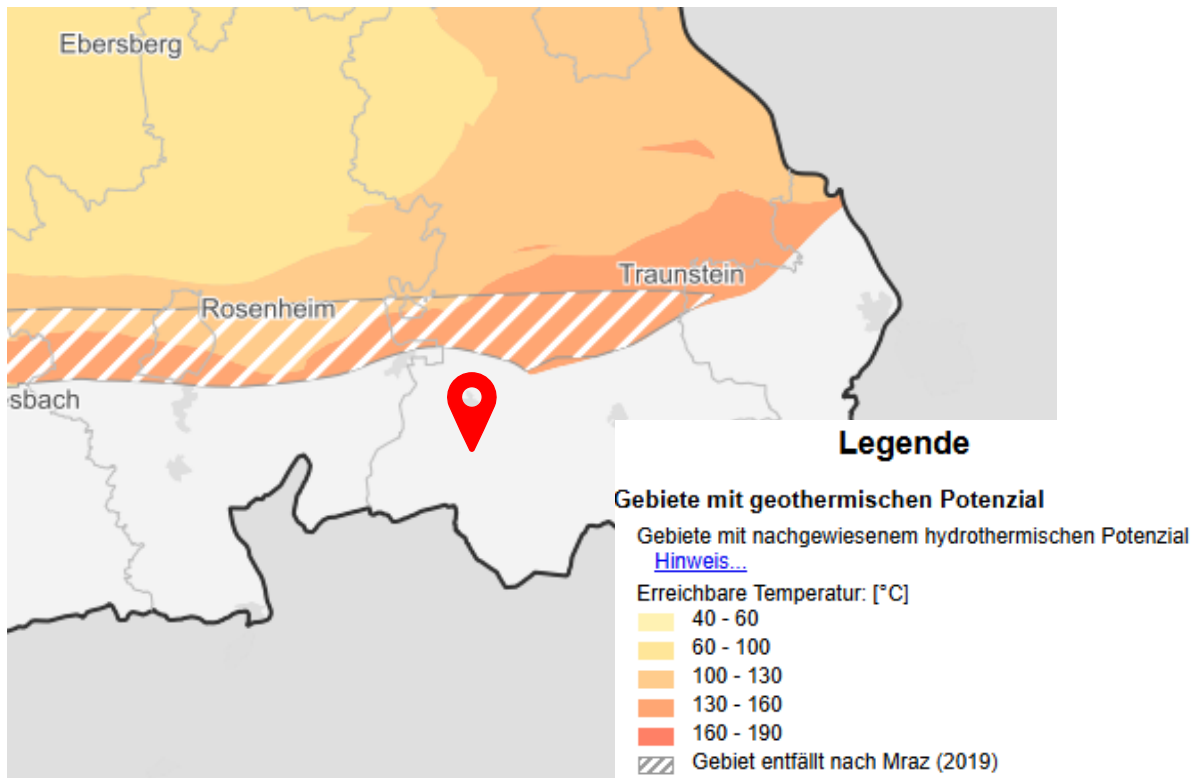 Ebersberg
Traunstein
Rosenheim
sbach
Legende
Gebiete mit geothermischen Potenzial
Gebiete mit nachgewiesenem hydrothermischen Potenzial
Hinweis...
Erreichbare Temperatur: [°C]
40 - 60
60 - 100
100 - 130
130 - 160
160 - 190
Gebiet entfällt nach Mraz (2019)